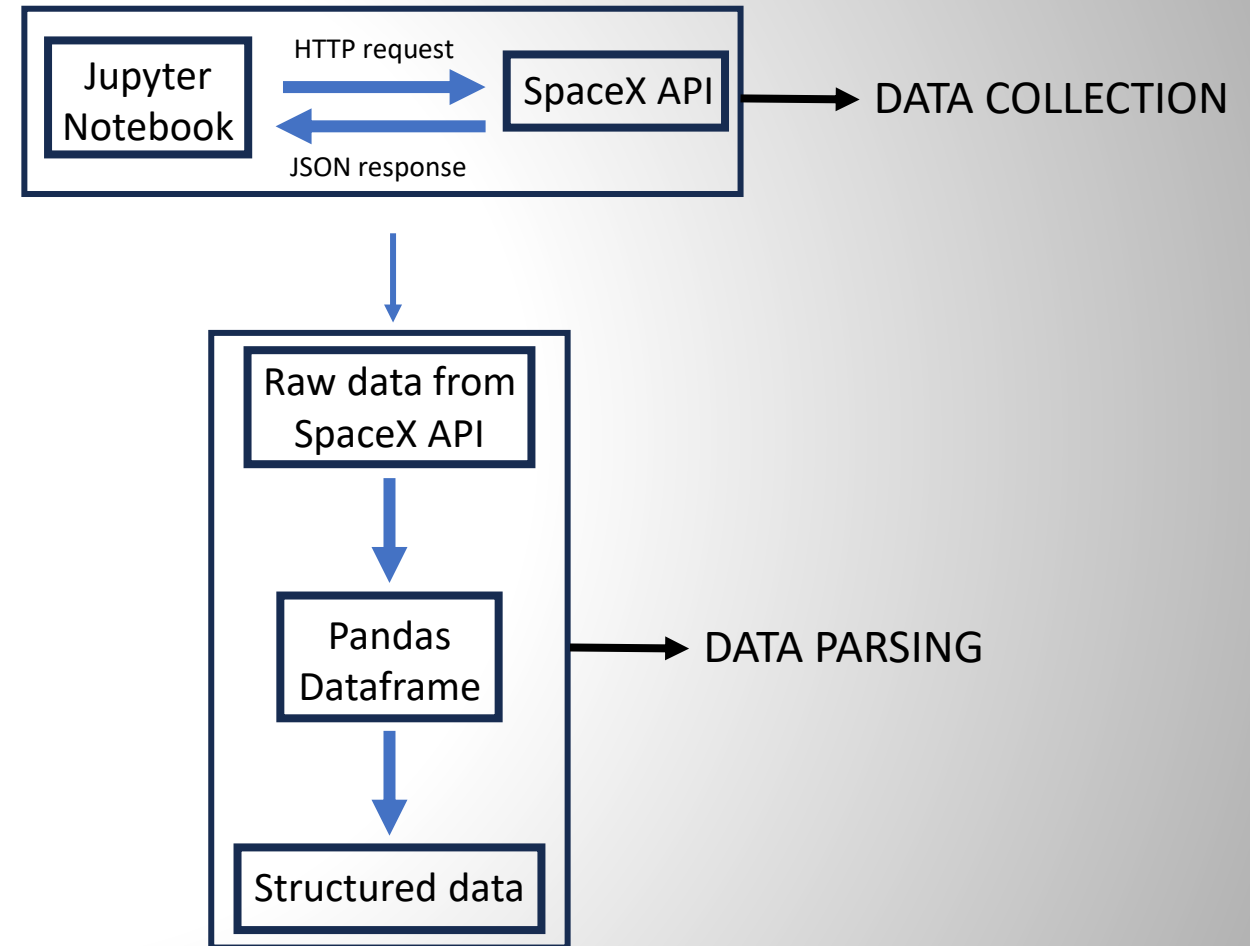 HTTP request
Jupyter
Notebook
SpaceX API
JSON response
DATA COLLECTION
Raw data from
SpaceX API
Pandas
Dataframe
DATA PARSING
Structured data